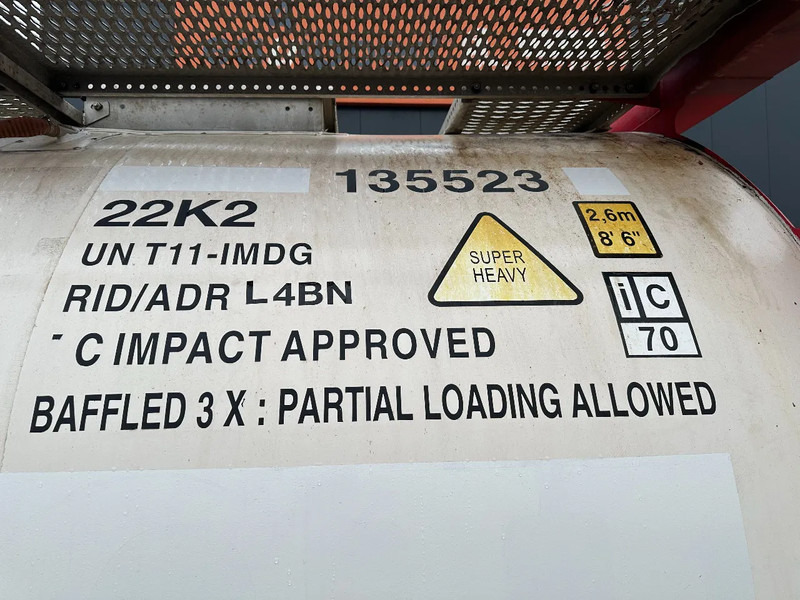 135523
22K2
UN T11-IMDG
RID/ADR L4BN
C IMPACT APPROVED
BAFFLED 3 X : PARTIAL LOADING ALLOWED
SUPER
HEAVY
2,6m
8' 6"
i C
70